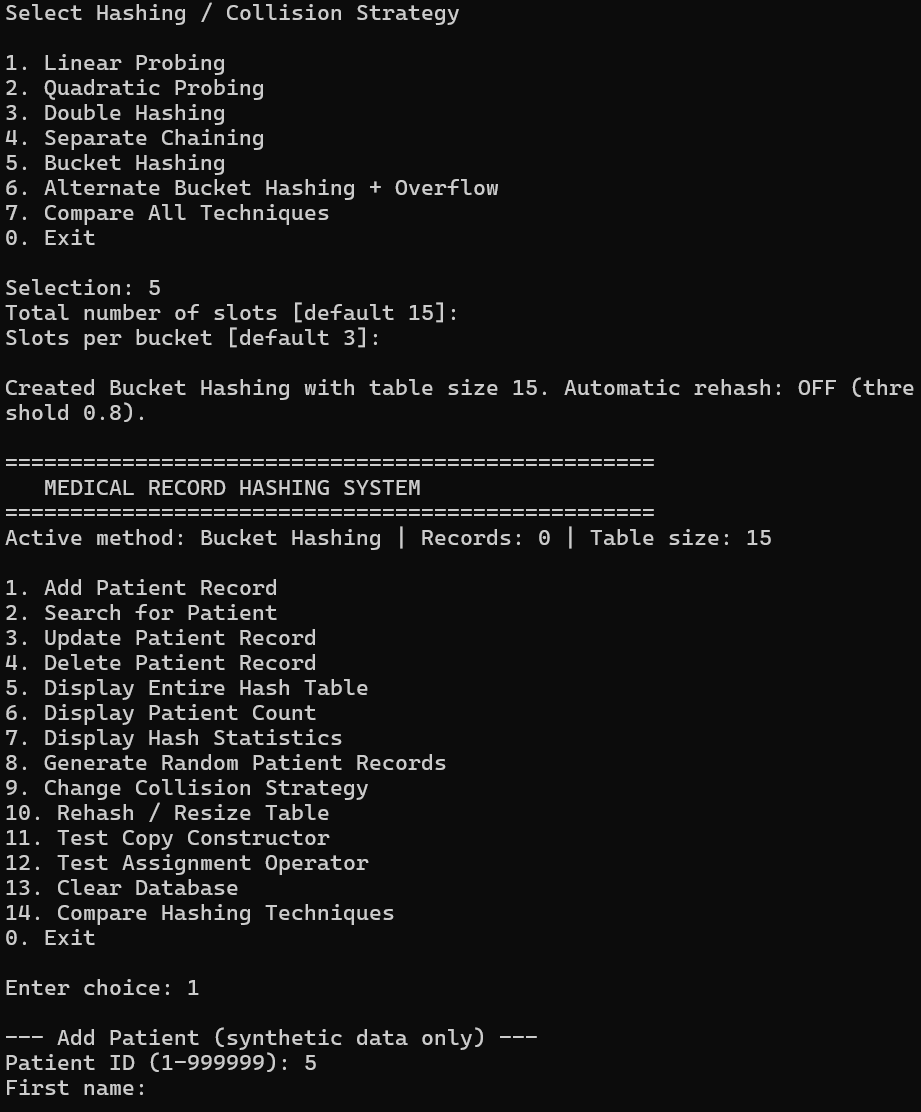 Select Hashing / Collision Strategy
1. Linear Probing
2. Quadratic Probing
3. Double Hashing
4. Separate Chaining
5. Bucket Hashing
6. Alternate Bucket Hashing + Overflow
7. Compare All Techniques
0. Exit
Selection: 5
Total number of slots [default 15]:
Slots per bucket [default 3]:
Created Bucket Hashing with table size 15. Automatic rehash: OFF (thre
shold 0.8).
==================================================
MEDICAL RECORD HASHING SYSTEM
==================================================
Active method: Bucket Hashing | Records: 0 | Table size: 15
1. Add Patient Record
2. Search for Patient
3. Update Patient Record
4. Delete Patient Record
5. Display Entire Hash Table
6. Display Patient Count
7. Display Hash Statistics
8. Generate Random Patient Records
9. Change Collision Strategy
10. Rehash / Resize Table
11. Test Copy Constructor
12. Test Assignment Operator
13. Clear Database
14. Compare Hashing Techniques
0. Exit
Enter choice: 1
--- Add Patient (synthetic data only) ---
Patient ID (1-999999): 5
First name: